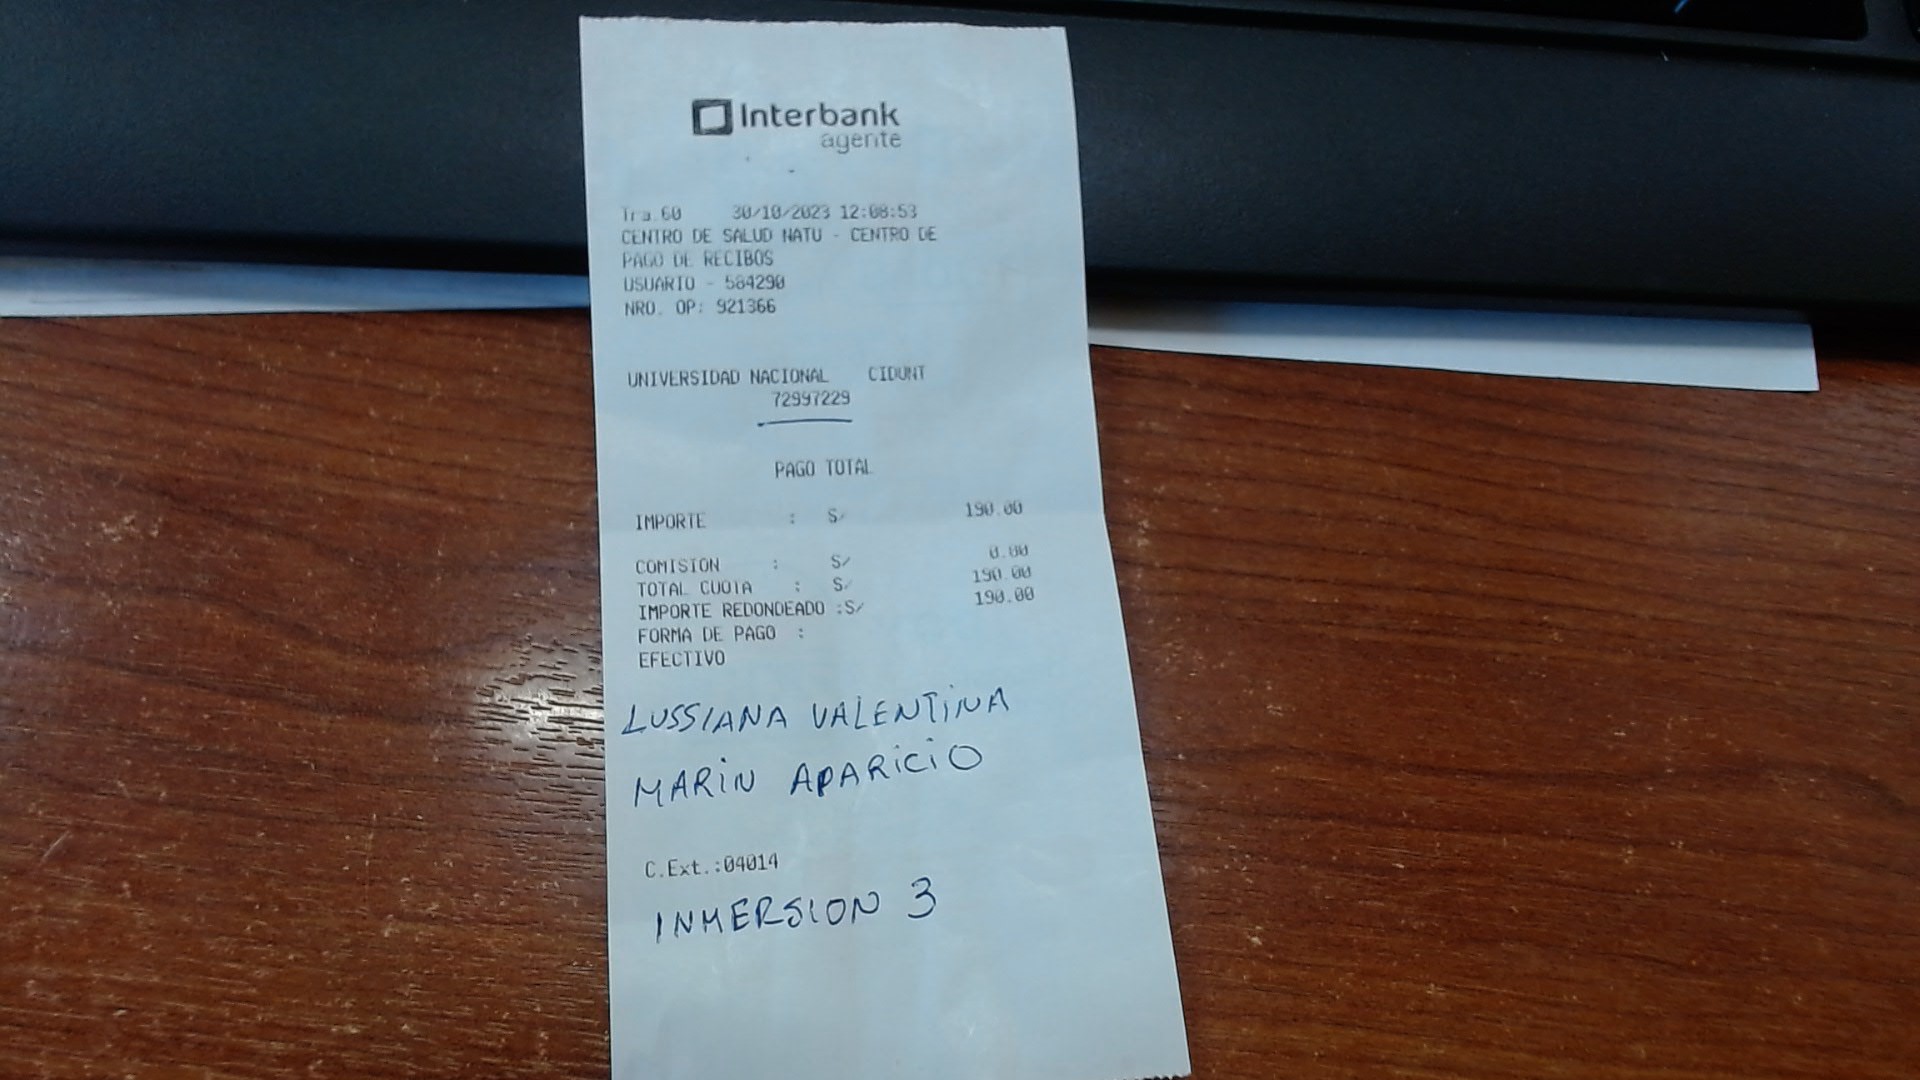 Interbank
agente
Tra.60 30/10/2023 12:08:53
CENTRO DE SALUD NATU - CENTRO DE
PAGO DE RECIBOS
USUARIO - 584290
NRO. OP: 921366
UNIVERSIDAD NACIONAL CIDUNT
72997229
PAGO TOTAL
IMPORTE : S/ 190.00
COMISION : S/ 0.00
TOTAL CUOTA : S/ 190.00
IMPORTE REDONDEADO :S/ 190.00
FORMA DE PAGO :
EFECTIVO
LUSSIANA VALENTINA
MARIN APARICIO
C.Ext.:04014
INMERSION 3